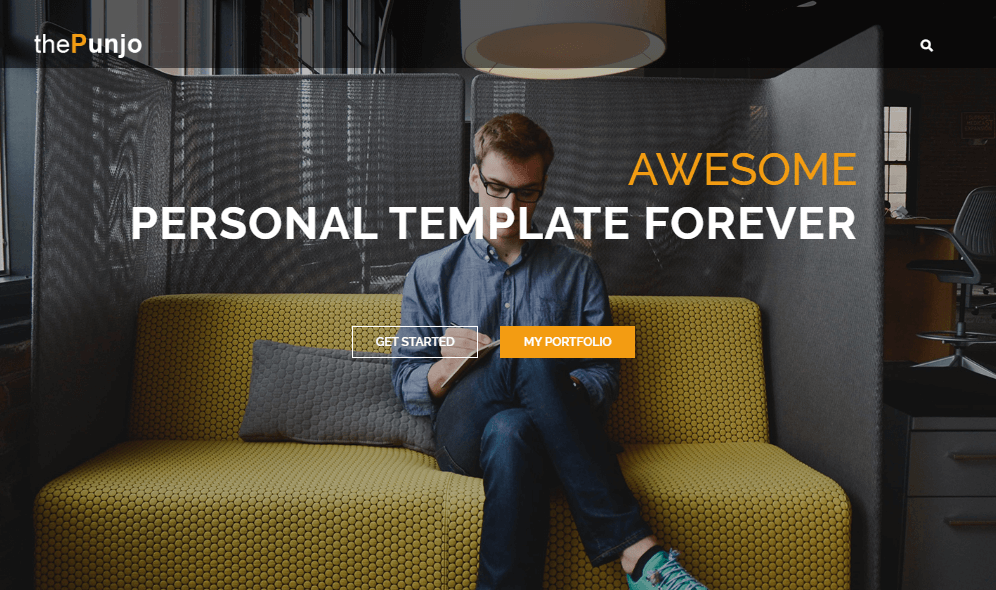 thePunjo
AWESOME
PERSONAL TEMPLATE FOREVER
GET STARTED
MY PORTFOLIO